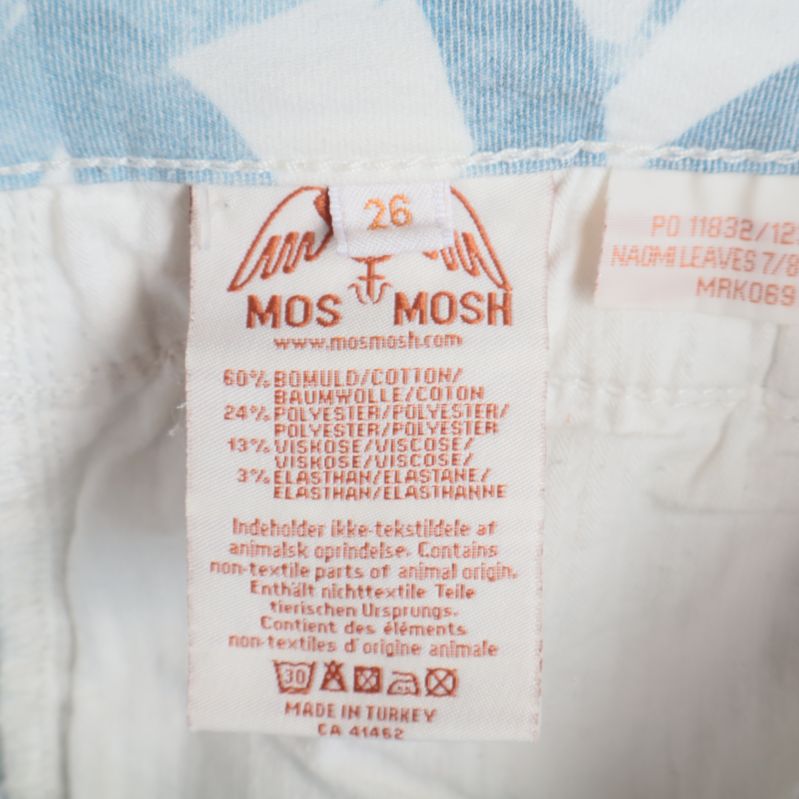 26
MOS MOSH
www.mosmosh.com
60% BOMULD/COTTON/
BAUMWOLLE/COTON
24% POLYESTER/POLYESTER/
POLYESTER/POLYESTER
13% VISKOSE/VISCOSE/
VISKOSE/VISCOSE/
3% ELASTHAN/ELASTANE/
ELASTHAN/ELASTHANNE
Indeholder ikke-tekstildele af
animalsk oprindelse. Contains
non-textile parts of animal origin.
Enthält nichttextile Teile
tierischen Ursprungs.
Contient des éléments
non-textiles d'origine animale
30
MADE IN TURKEY
CA 41462
PO 11832/12
NAOMI LEAVES 7/8
MRK069